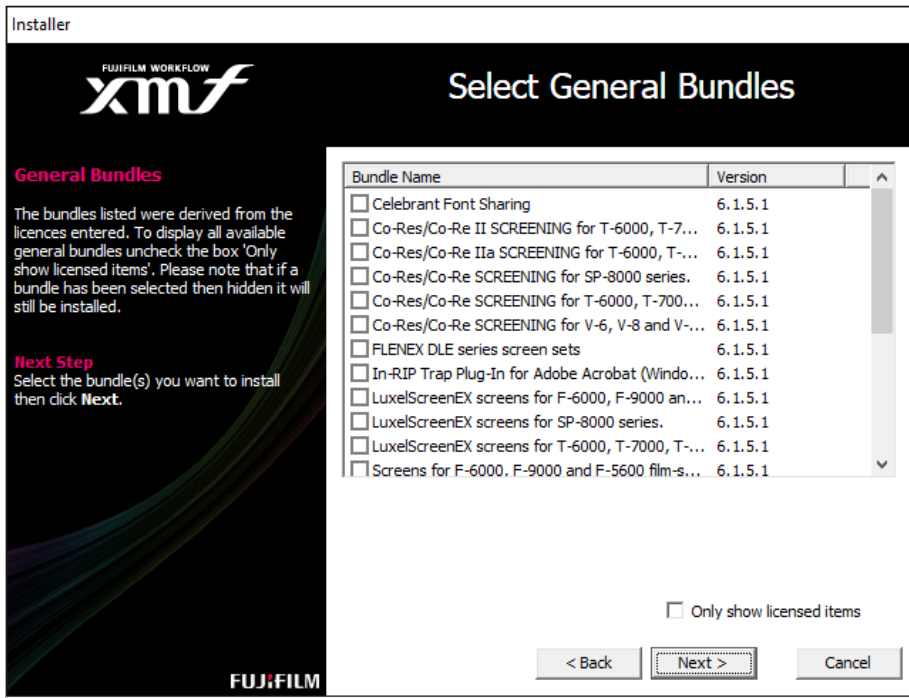 Installer
FUJIFILM WORKFLOW
xmf
Select General Bundles
General Bundles
The bundles listed were derived from the
licences entered. To display all available
general bundles uncheck the box 'Only
show licensed items'. Please note that if a
bundle has been selected then hidden it will
still be installed.
Next Step
Select the bundle(s) you want to install
then click Next.
Bundle Name Version
Celebrant Font Sharing 6.1.5.1
Co-Res/Co-Re II SCREENING for T-6000, T-7... 6.1.5.1
Co-Res/Co-Re IIa SCREENING for T-6000, T-... 6.1.5.1
Co-Res/Co-Re SCREENING for SP-8000 series. 6.1.5.1
Co-Res/Co-Re SCREENING for T-6000, T-700... 6.1.5.1
Co-Res/Co-Re SCREENING for V-6, V-8 and V-... 6.1.5.1
FLENEX DLE series screen sets 6.1.5.1
In-RIP Trap Plug-In for Adobe Acrobat (Windo... 6.1.5.1
LuxelScreenEX screens for F-6000, F-9000 an... 6.1.5.1
LuxelScreenEX screens for SP-8000 series. 6.1.5.1
LuxelScreenEX screens for T-6000, T-7000, T-... 6.1.5.1
Screens for F-6000, F-9000 and F-5600 film-s... 6.1.5.1
Only show licensed items
< Back Next > Cancel
FUJIFILM